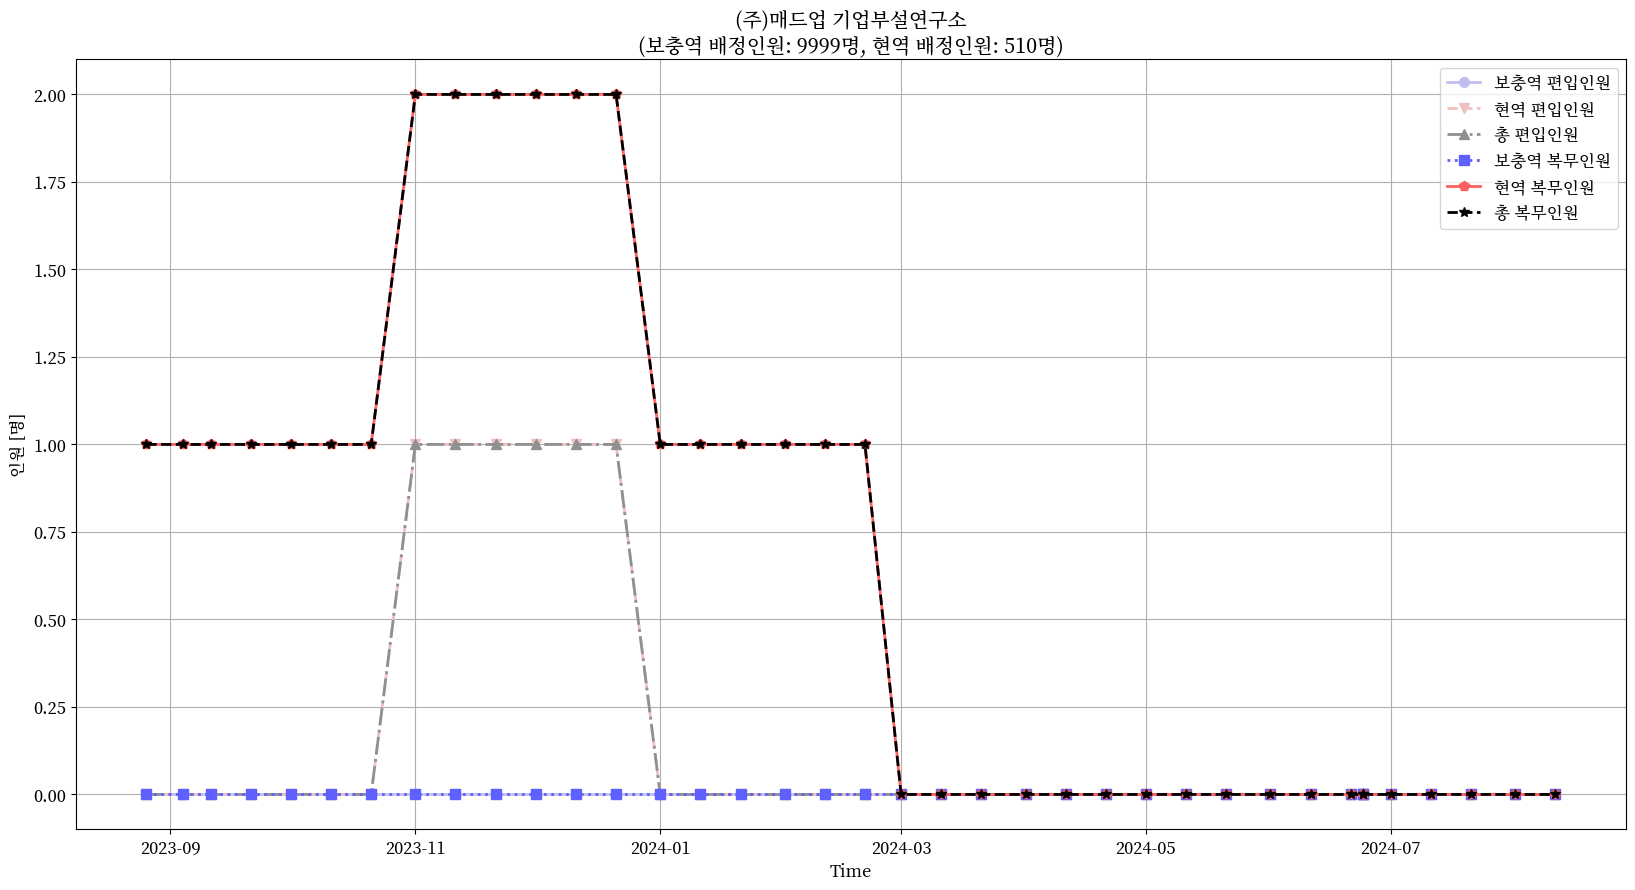 (주)매드업 기업부설연구소
(보충역 배정인원: 9999명, 현역 배정인원: 510명)
보충역 편입인원
현역 편입인원
총 편입인원
보충역 복무인원
현역 복무인원
총 복무인원
인원 [명]
2.00
1.75
1.50
1.25
1.00
0.75
0.50
0.25
0.00
2023-09
2023-11
2024-01
2024-03
2024-05
2024-07
Time